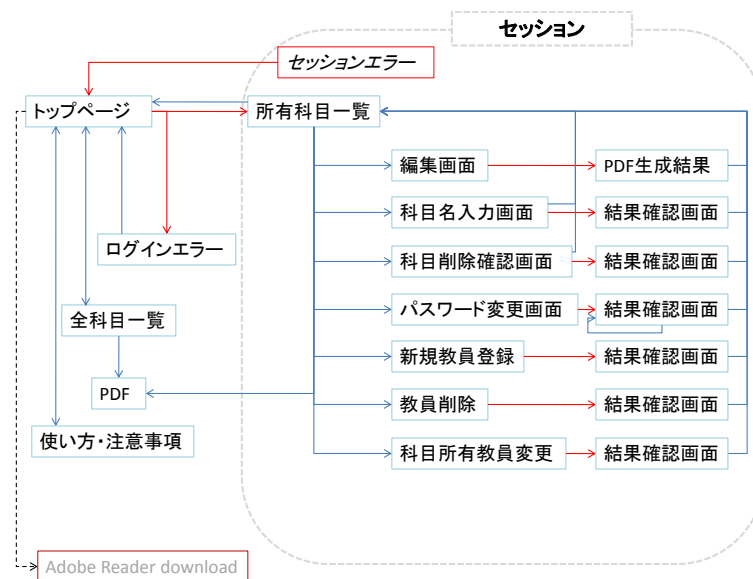 セッション
セッションエラー
トップページ
所有科目一覧
編集画面
PDF生成結果
科目名入力画面
結果確認画面
ログインエラー
科目削除確認画面
結果確認画面
全科目一覧
パスワード変更画面
結果確認画面
新規教員登録
結果確認画面
PDF
教員削除
結果確認画面
使い方・注意事項
科目所有教員変更
結果確認画面
Adobe Reader download